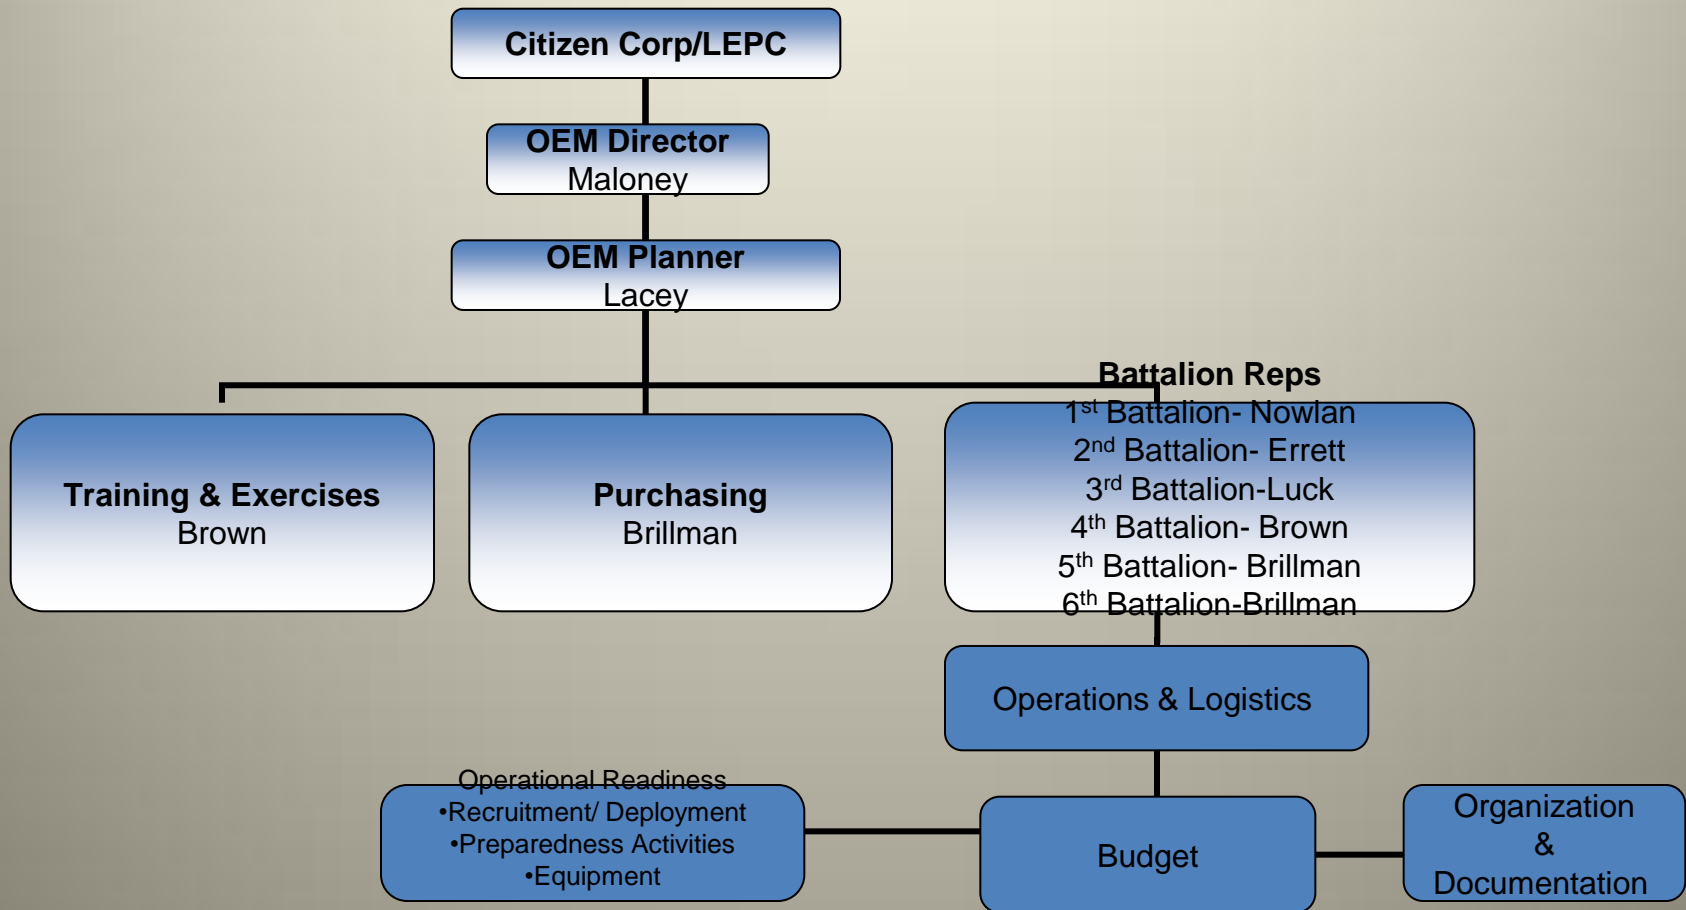 Citizen Corp/LEPC
OEM Director
Maloney
OEM Planner
Lacey
Training & Exercises
Brown
Purchasing
Brillman
Battalion Reps
1st Battalion- Nowlan
2nd Battalion- Errett
3rd Battalion-Luck
4th Battalion- Brown
5th Battalion- Brillman
6th Battalion-Brillman
Operations & Logistics
Operational Readiness
•Recruitment/ Deployment
•Preparedness Activities
•Equipment
Budget
Organization
&
Documentation